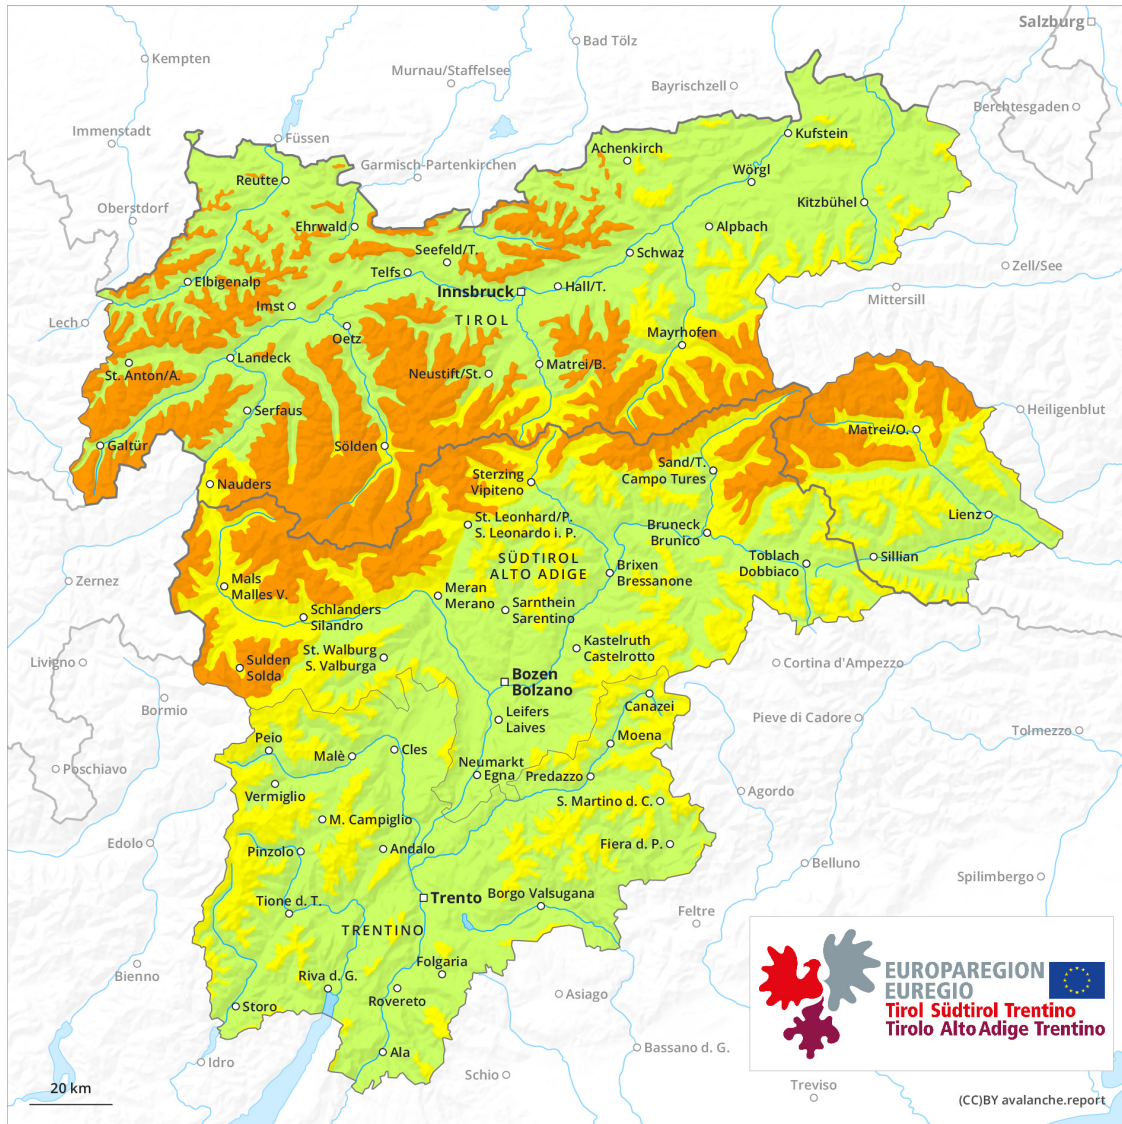 Salzburg
Bad Tölz
Kempten
Murnau/Staffelsee
Bayrischzell
Berchtesgaden
Immenstadt
Füssen
Kufstein
Achenkirch
Garmisch-Partenkirchen
Wörgl
Reutte
Oberstdorf
Kitzbühel
Ehrwald
Alpbach
Seefeld/T.
Schwaz
Telfs
Zell/See
Elbigenalp
Innsbruck
Hall/T.
Mittersill
Imst
Lech
TIROL
Oetz
Mayrhofen
Landeck
Matrei/B.
St. Anton/A.
Neustift/St.
Serfaus
Heiligenblut
Matrei/O.
Galtür
Sölden
Sand/T.
Campo Tures
Sterzing
Vipiteno
Nauders
Lienz
St. Leonhard/P.
S. Leonardo i. P.
Bruneck
Brunico
SÜDTIROL
ALTO ADIGE
Toblach
Dobbiaco
Sillian
Brixen
Bressanone
Zernez
Mals
Malles V.
Meran
Merano
Sarnthein
Sarentino
Schlanders
Silandro
Kastelruth
Castelrotto
St. Walburg
S. Valburga
Livigno
Sulden
Solda
Cortina d'Ampezzo
Bozen
Bolzano
Bormio
Canazei
Leifers
Laives
Pieve di Cadore
Tolmezzo
Peio
Moena
Cles
Malè
Neumarkt
Egna
Predazzo
Poschiavo
Vermiglio
Agordo
S. Martino d. C.
M. Campiglio
Edolo
Pinzolo
Andalo
Fiera d. P.
Belluno
Spilimbergo
Trento
Borgo Valsugana
Tione d. T.
Feltre
TRENTINO
Folgaria
Bienno
Riva d. G.
Rovereto
Asiago
Storo
EUROPAREGION
EUREGIO
Tirol Südtirol Trentino
Tirolo Alto Adige Trentino
Ala
Bassano d. G.
Idro
Schio
Treviso
20 km
(CC)BY avalanche.report